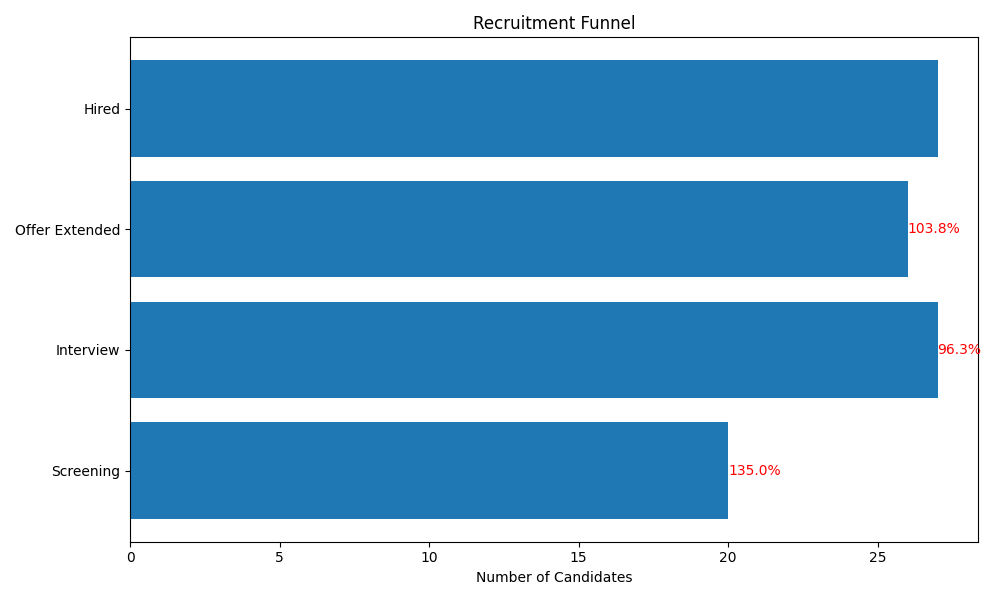 Recruitment Funnel
Hired
Offer Extended
103.8%
Interview
96.3%
Screening
135.0%
0 5 10 15 20 25
Number of Candidates